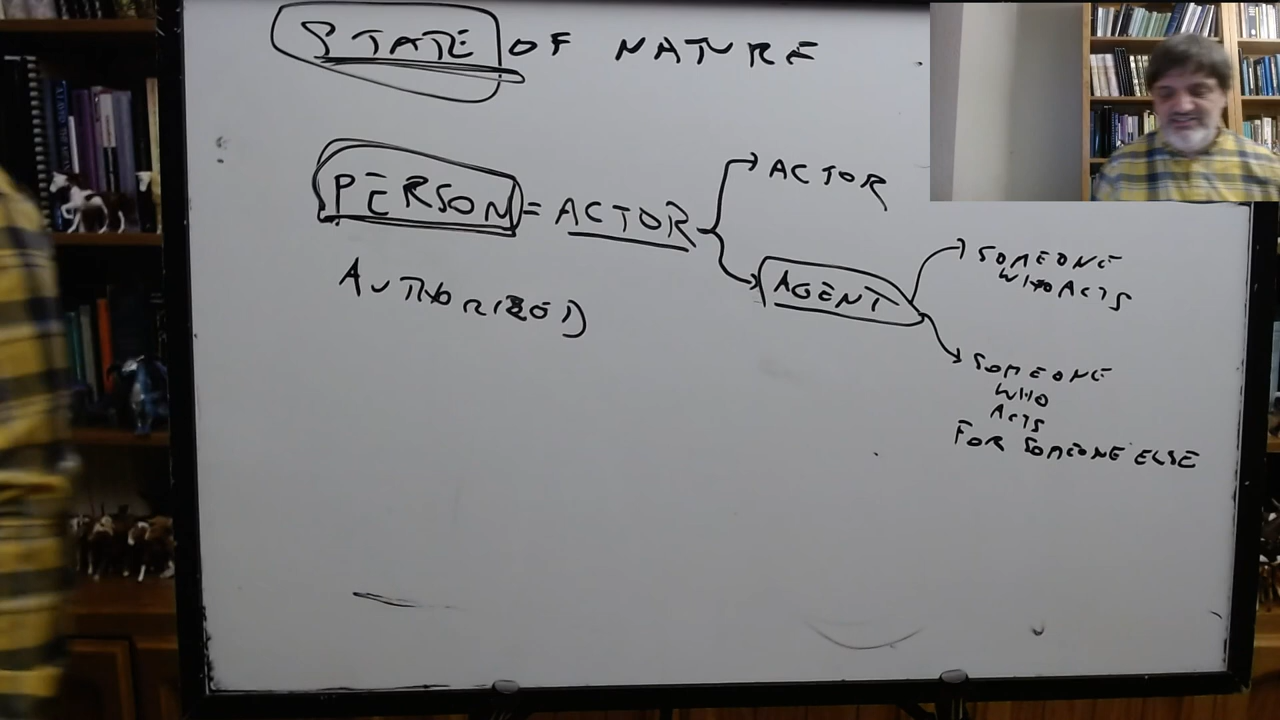 STATE OF NATURE
PERSON = ACTOR
ACTOR
AGENT
SOMEONE
WHO ACTS
SOMEONE
WHO
ACTS
FOR SOMEONE ELSE
AUTHORIZED